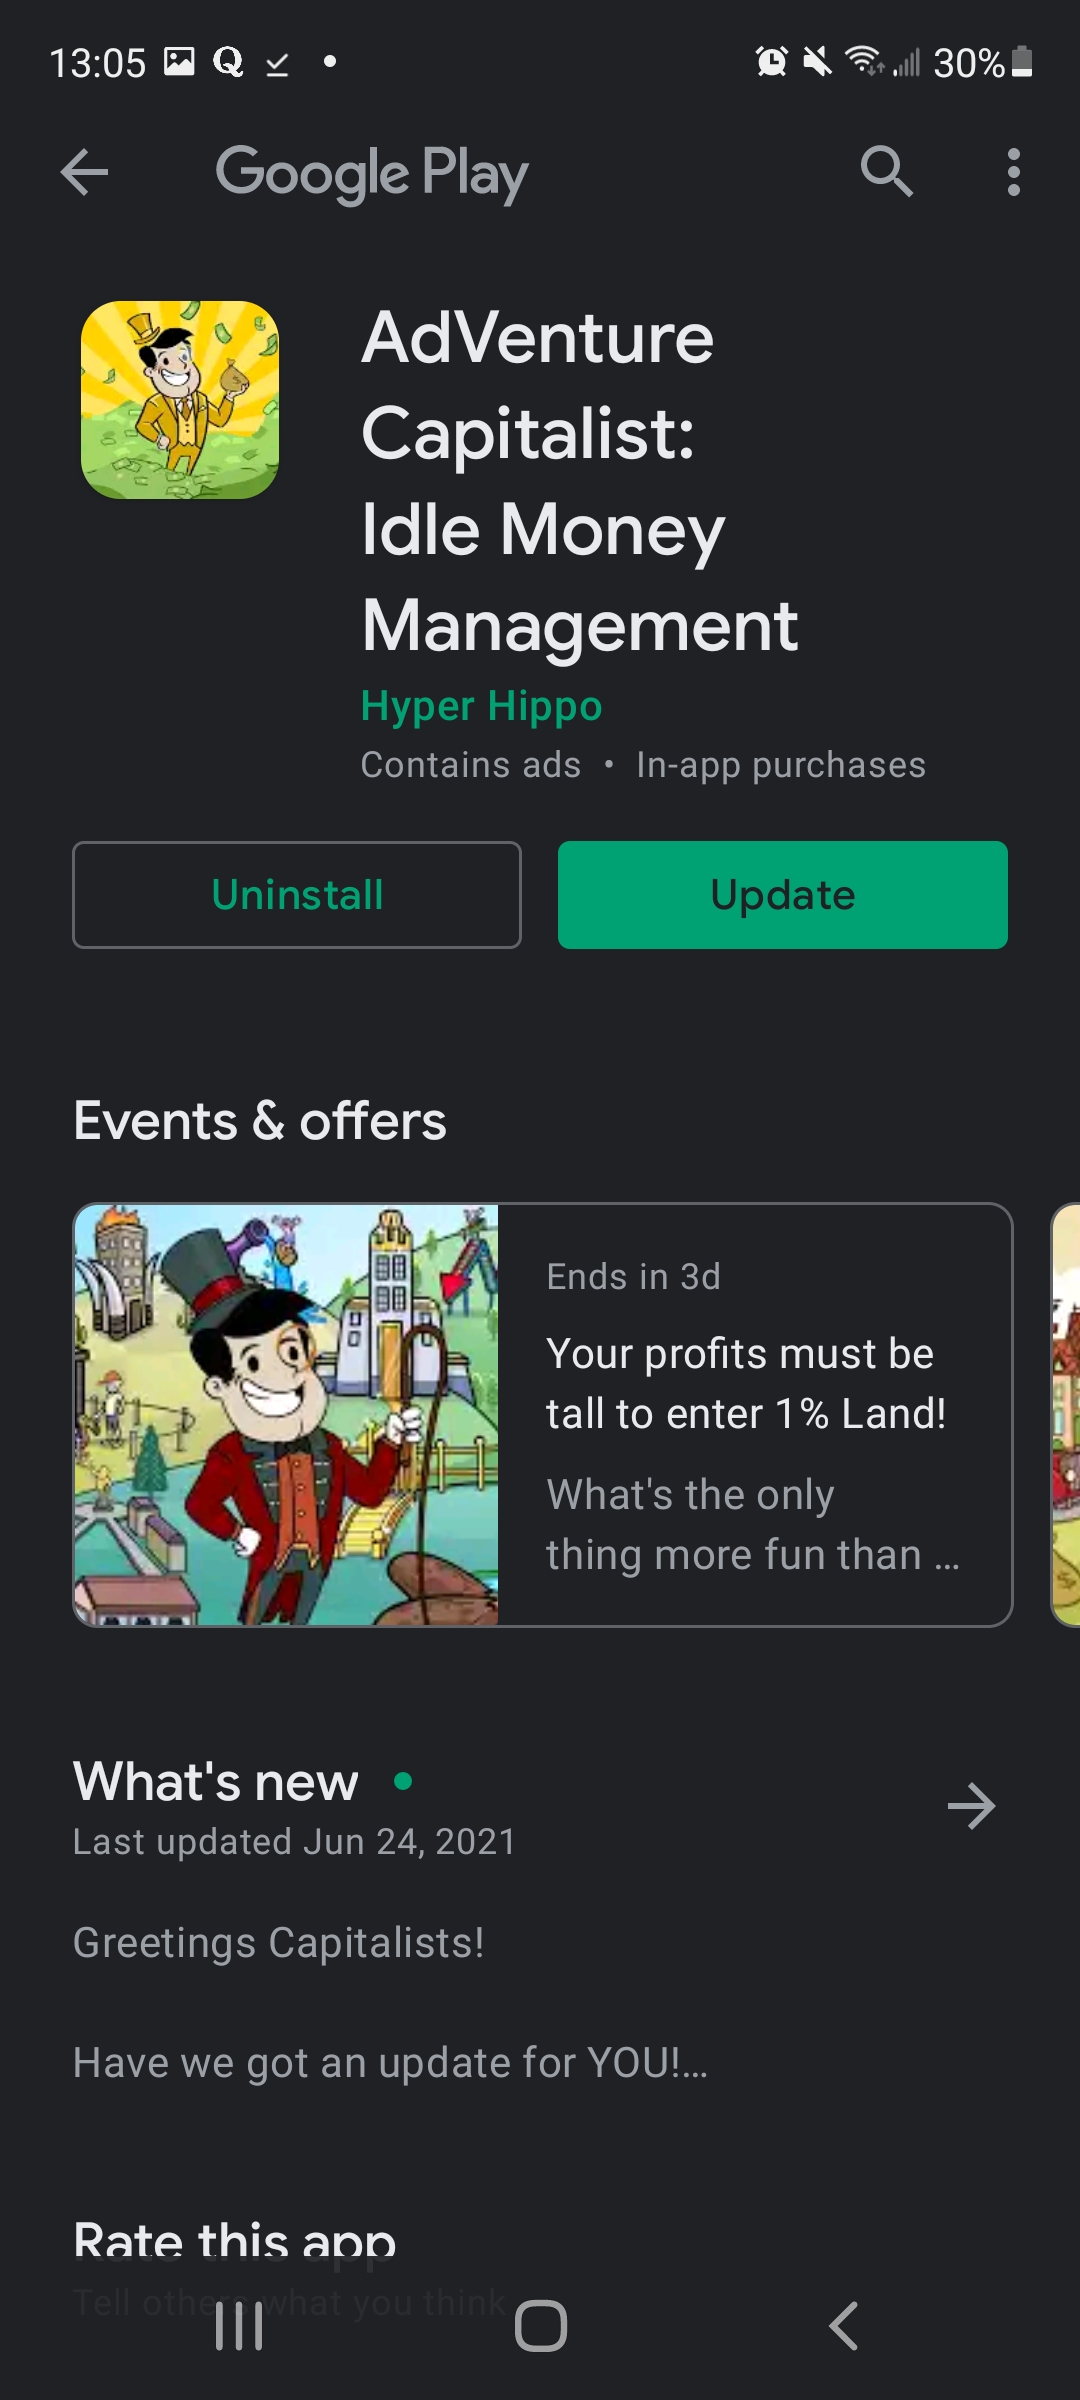 13:05
30%
Google Play
AdVenture
Capitalist:
Idle Money
Management
Hyper Hippo
Contains ads • In-app purchases
Uninstall
Update
Events & offers
Ends in 3d
Your profits must be
tall to enter 1% Land!
What's the only
thing more fun than ...
What's new
Last updated Jun 24, 2021
Greetings Capitalists!
Have we got an update for YOU!...
Rate this app
Tell others what you think